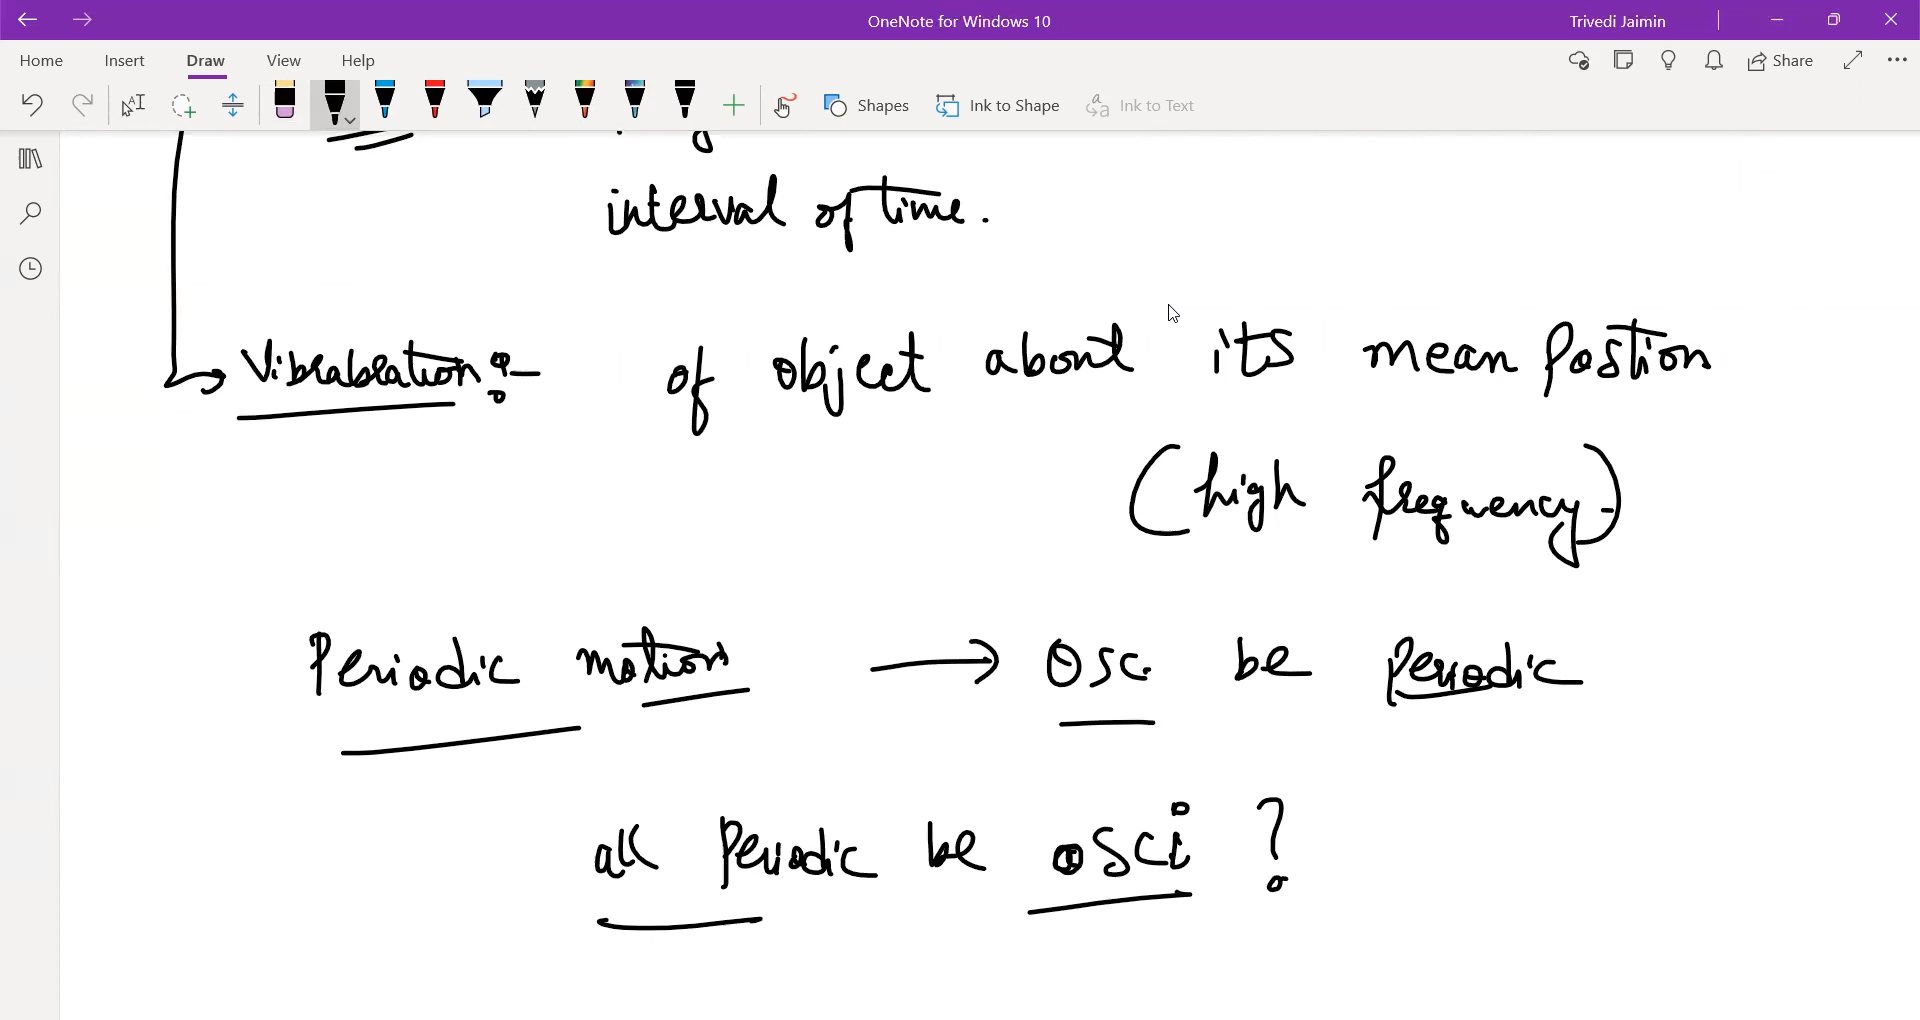 OneNote for Windows 10
Trivedi Jaimin
Home Insert Draw View Help
Share
Shapes Ink to Shape Ink to Text
interval of time.
Vibrabration :- of object about its mean Postion
(high frequency)
Periodic motion → Osc. be Periodic
all Periodic be osci ?